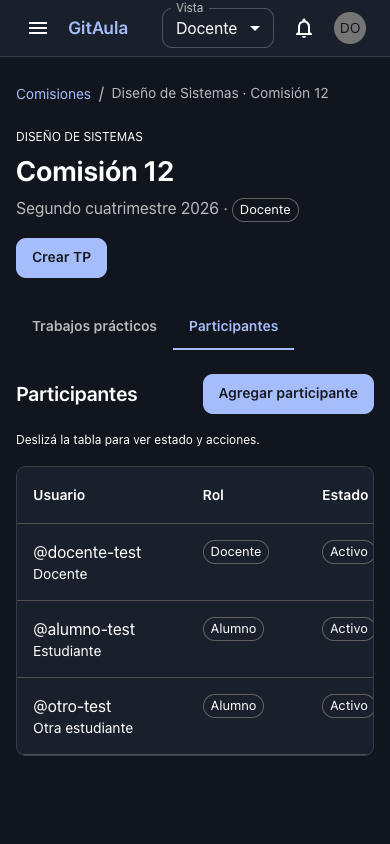 Vista
GitAula
Docente
DO
Comisiones / Diseño de Sistemas · Comisión 12
DISEÑO DE SISTEMAS
Comisión 12
Segundo cuatrimestre 2026 · Docente
Crear TP
Trabajos prácticos
Participantes
Participantes
Agregar participante
Deslizá la tabla para ver estado y acciones.
Usuario Rol Estado
@docente-test Docente Activo
Docente
@alumno-test Alumno Activo
Estudiante
@otro-test Alumno Activo
Otra estudiante